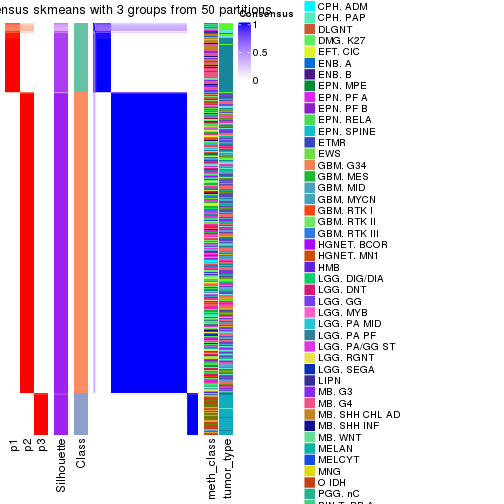 nsus skmeans with 3 groups from 50 partitions
Consensus
1
0.5
0
p1
p2
p3
Silhouette
Class
meth_class
tumor_type
CPH. ADM
CPH. PAP
DLGNT
DMG. K27
EFT. CIC
ENB. A
ENB. B
EPN. MPE
EPN. PF A
EPN. PF B
EPN. RELA
EPN. SPINE
ETMR
EWS
GBM. G34
GBM. MES
GBM. MID
GBM. MYCN
GBM. RTK I
GBM. RTK II
GBM. RTK III
HGNET. BCOR
HGNET. MN1
HMB
LGG. DIG/DIA
LGG. DNT
LGG. GG
LGG. MYB
LGG. PA MID
LGG. PA PF
LGG. PA/GG ST
LGG. RGNT
LGG. SEGA
LIPN
MB. G3
MB. G4
MB. SHH CHL AD
MB. SHH INF
MB. WNT
MELAN
MELCYT
MNG
O IDH
PGG. nC